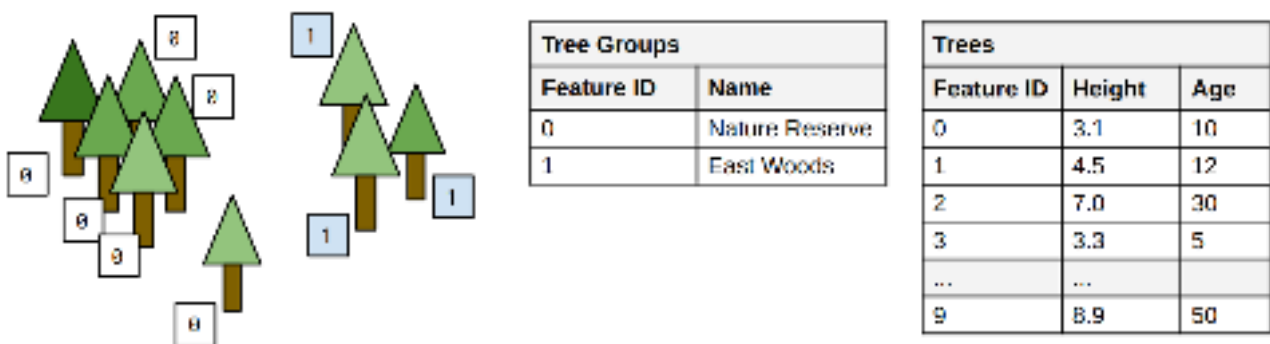 0
0
0
0
0
0
1
1
1
Tree Groups
Feature ID Name
0 Nature Reserve
1 East Woods
Trees
Feature ID Height Age
0 3.1 10
1 4.5 12
2 7.0 30
3 3.3 5
... ...
9 8.9 50